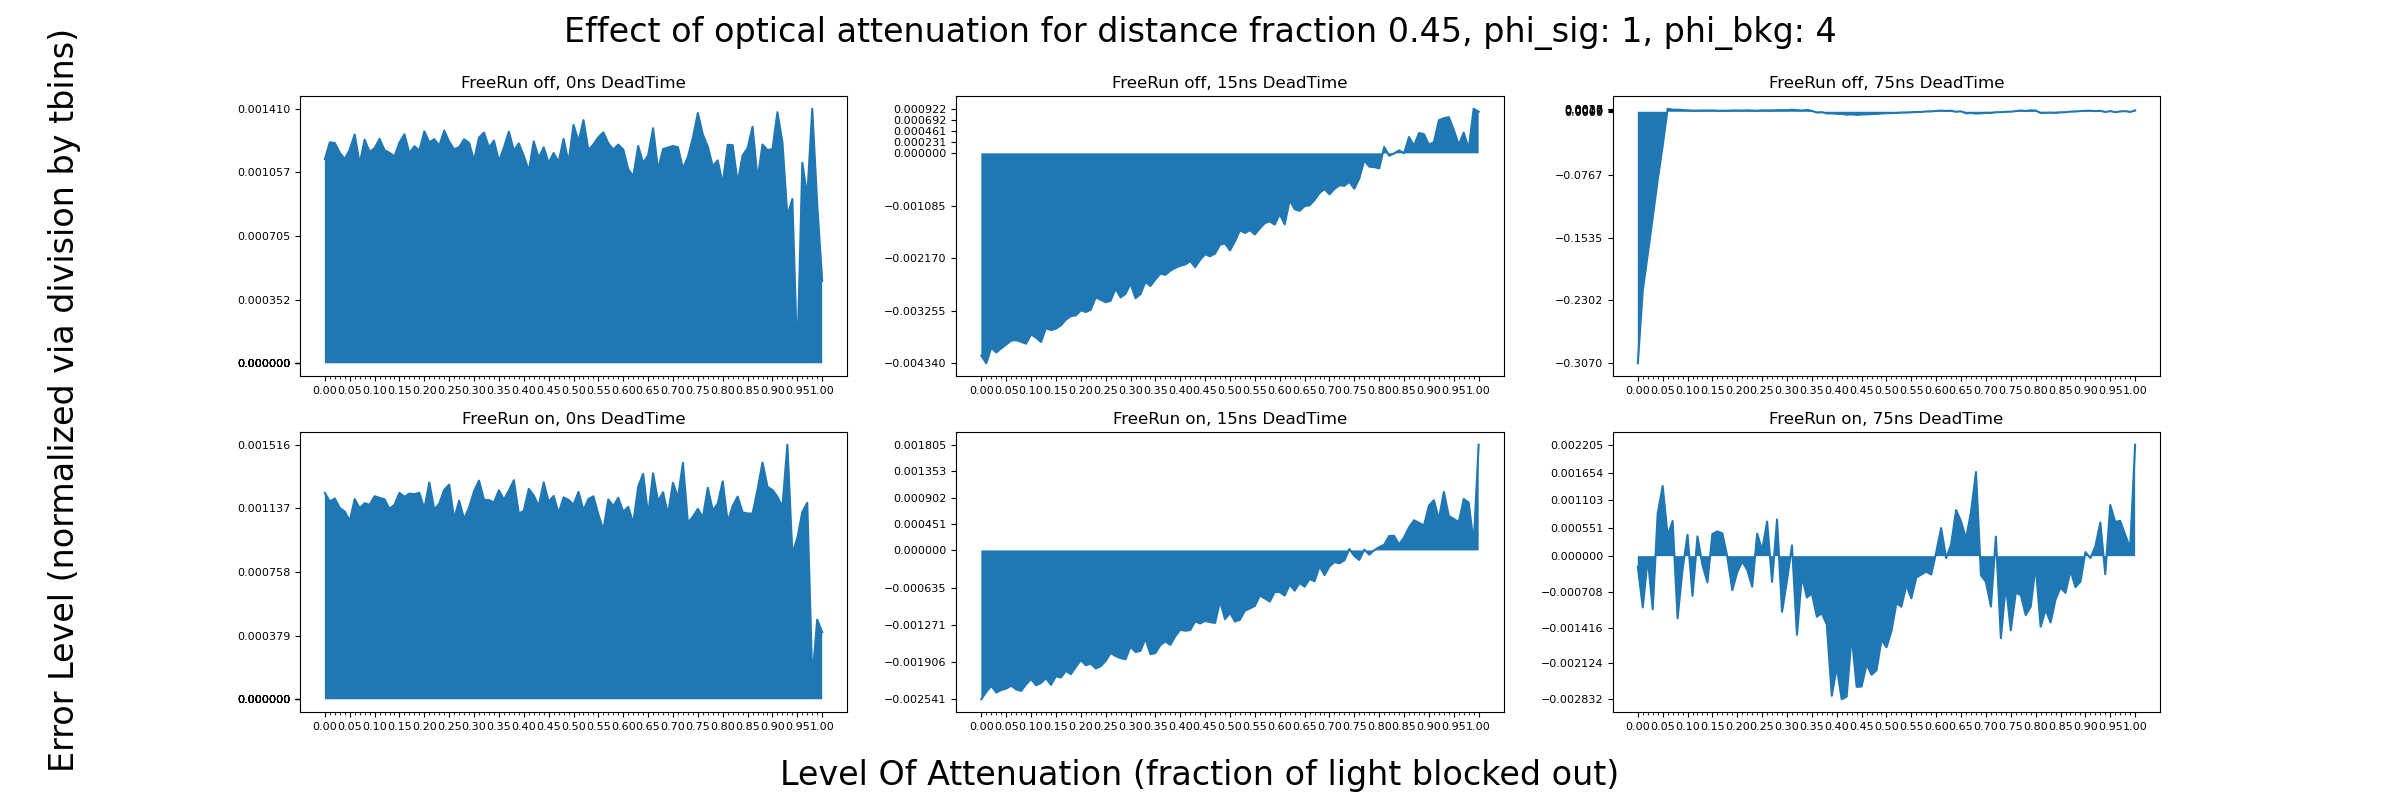 Effect of optical attenuation for distance fraction 0.45, phi_sig: 1, phi_bkg: 4
Error Level (normalized via division by tbins)
FreeRun off, 0ns DeadTime
0.001410
0.001057
0.000705
0.000352
0.000000
0.00 0.05 0.10 0.15 0.20 0.25 0.30 0.35 0.40 0.45 0.50 0.55 0.60 0.65 0.70 0.75 0.80 0.85 0.90 0.95 1.00
FreeRun off, 15ns DeadTime
0.000922
0.000692
0.000461
0.000231
0.000000
−0.001085
−0.002170
−0.003255
−0.004340
0.00 0.05 0.10 0.15 0.20 0.25 0.30 0.35 0.40 0.45 0.50 0.55 0.60 0.65 0.70 0.75 0.80 0.85 0.90 0.95 1.00
FreeRun off, 75ns DeadTime
−0.0767
−0.1535
−0.2302
−0.3070
0.00 0.05 0.10 0.15 0.20 0.25 0.30 0.35 0.40 0.45 0.50 0.55 0.60 0.65 0.70 0.75 0.80 0.85 0.90 0.95 1.00
FreeRun on, 0ns DeadTime
0.001516
0.001137
0.000758
0.000379
0.000000
0.00 0.05 0.10 0.15 0.20 0.25 0.30 0.35 0.40 0.45 0.50 0.55 0.60 0.65 0.70 0.75 0.80 0.85 0.90 0.95 1.00
FreeRun on, 15ns DeadTime
0.001805
0.001353
0.000902
0.000451
0.000000
−0.000635
−0.001271
−0.001906
−0.002541
0.00 0.05 0.10 0.15 0.20 0.25 0.30 0.35 0.40 0.45 0.50 0.55 0.60 0.65 0.70 0.75 0.80 0.85 0.90 0.95 1.00
FreeRun on, 75ns DeadTime
0.002205
0.001654
0.001103
0.000551
0.000000
−0.000708
−0.001416
−0.002124
−0.002832
0.00 0.05 0.10 0.15 0.20 0.25 0.30 0.35 0.40 0.45 0.50 0.55 0.60 0.65 0.70 0.75 0.80 0.85 0.90 0.95 1.00
Level Of Attenuation (fraction of light blocked out)